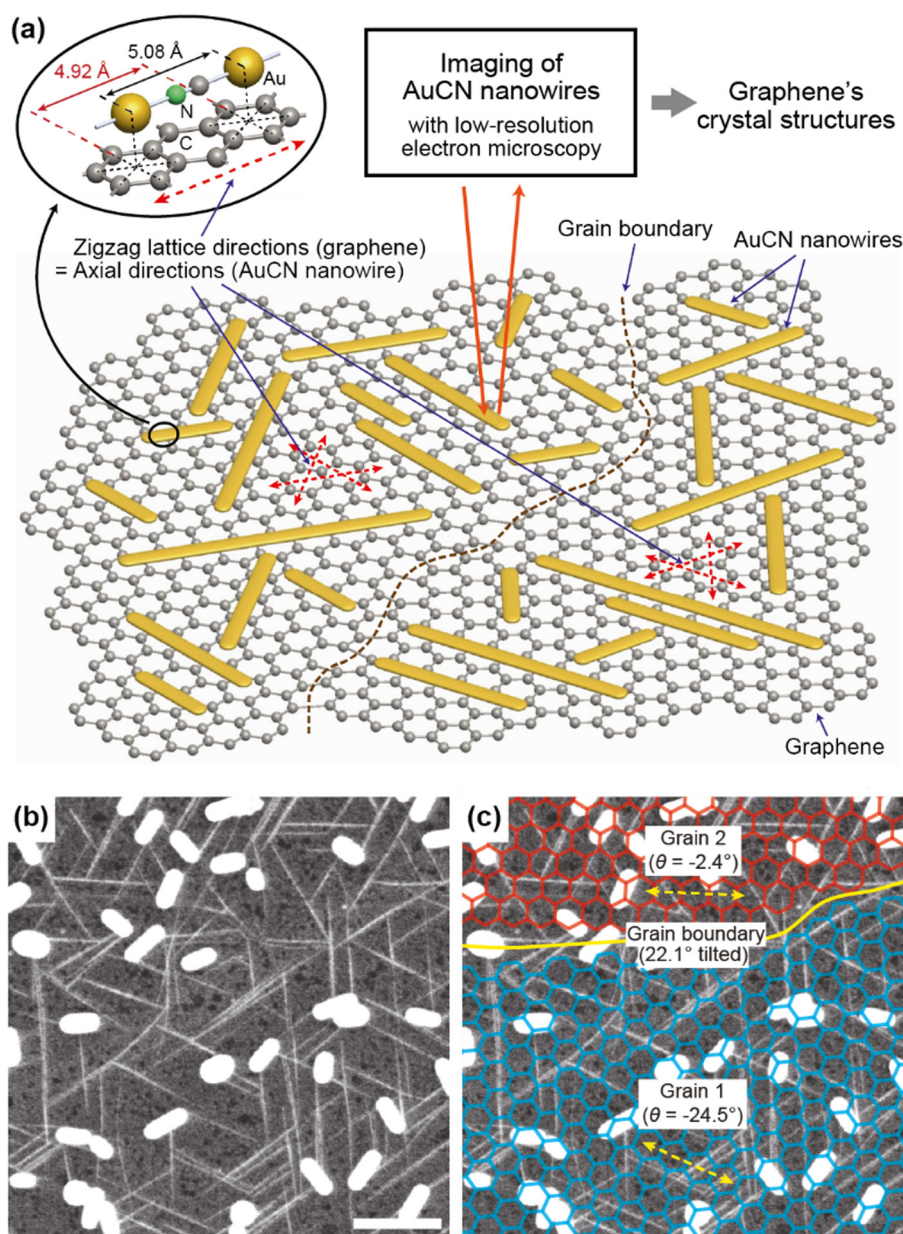 (a)
5.08 Å
4.92 Å
Au
N
C
Imaging of
AuCN nanowires
with low-resolution
electron microscopy
Graphene's
crystal structures
Zigzag lattice directions (graphene)
= Axial directions (AuCN nanowire)
Grain boundary
AuCN nanowires
Graphene
(b)
(c)
Grain 2
(θ = -2.4°)
Grain boundary
(22.1° tilted)
Grain 1
(θ = -24.5°)